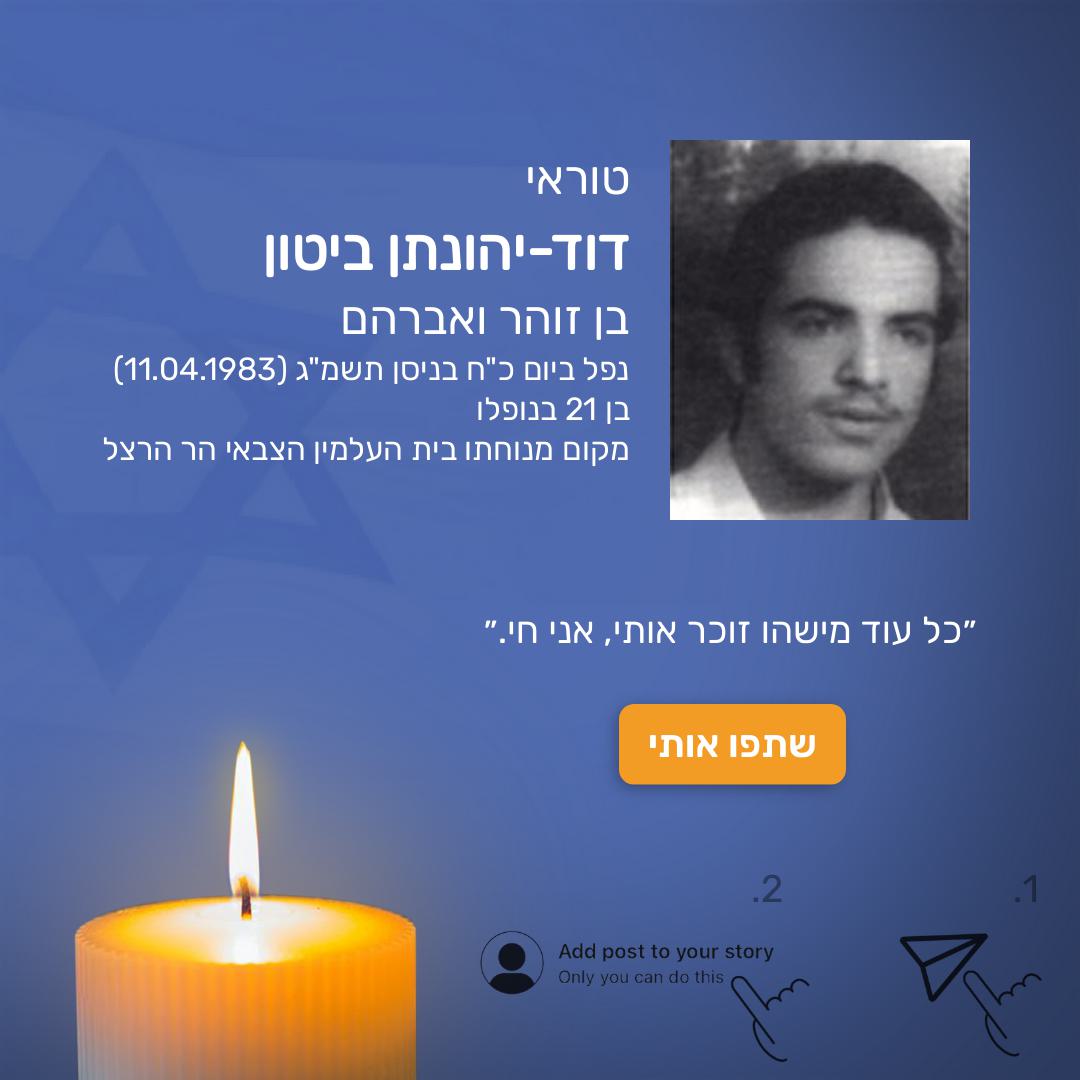 טוראי
דוד-יהונתן ביטון
בן זוהר ואברהם
נפל ביום כ"ח בניסן תשמ"ג (11.04.1983)
בן 21 בנופלו
מקום מנוחתו בית העלמין הצבאי הר הרצל
״כל עוד מישהו זוכר אותי, אני חי.״
שתפו אותי
.1
.2
Add post to your story
Only you can do this